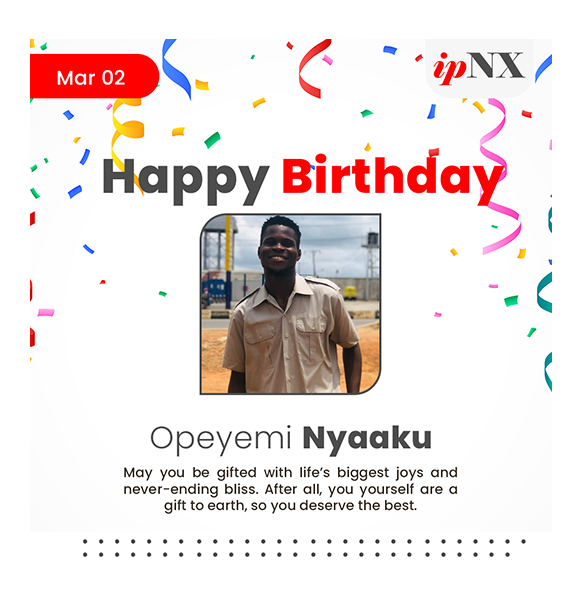 Mar 02
ipNX
Happy Birthday
Opeyemi Nyaaku
May you be gifted with life’s biggest joys and
never-ending bliss. After all, you yourself are a
gift to earth, so you deserve the best.